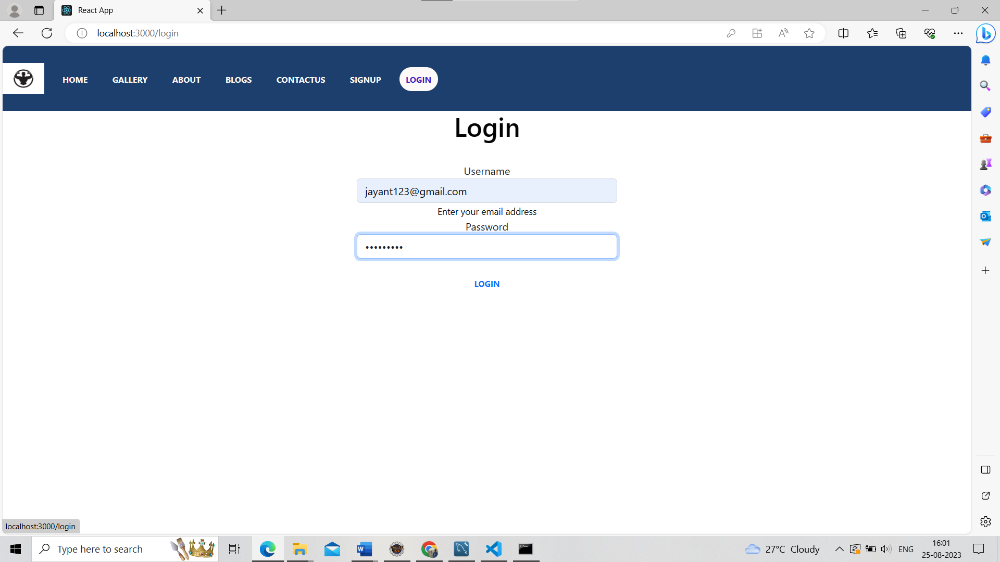 React App
localhost:3000/login
HOME GALLERY ABOUT BLOGS CONTACTUS SIGNUP LOGIN
Login
Username
jayant123@gmail.com
Enter your email address
Password
•••••••••
LOGIN
localhost:3000/login
Type here to search
27°C Cloudy
ENG
16:01
25-08-2023